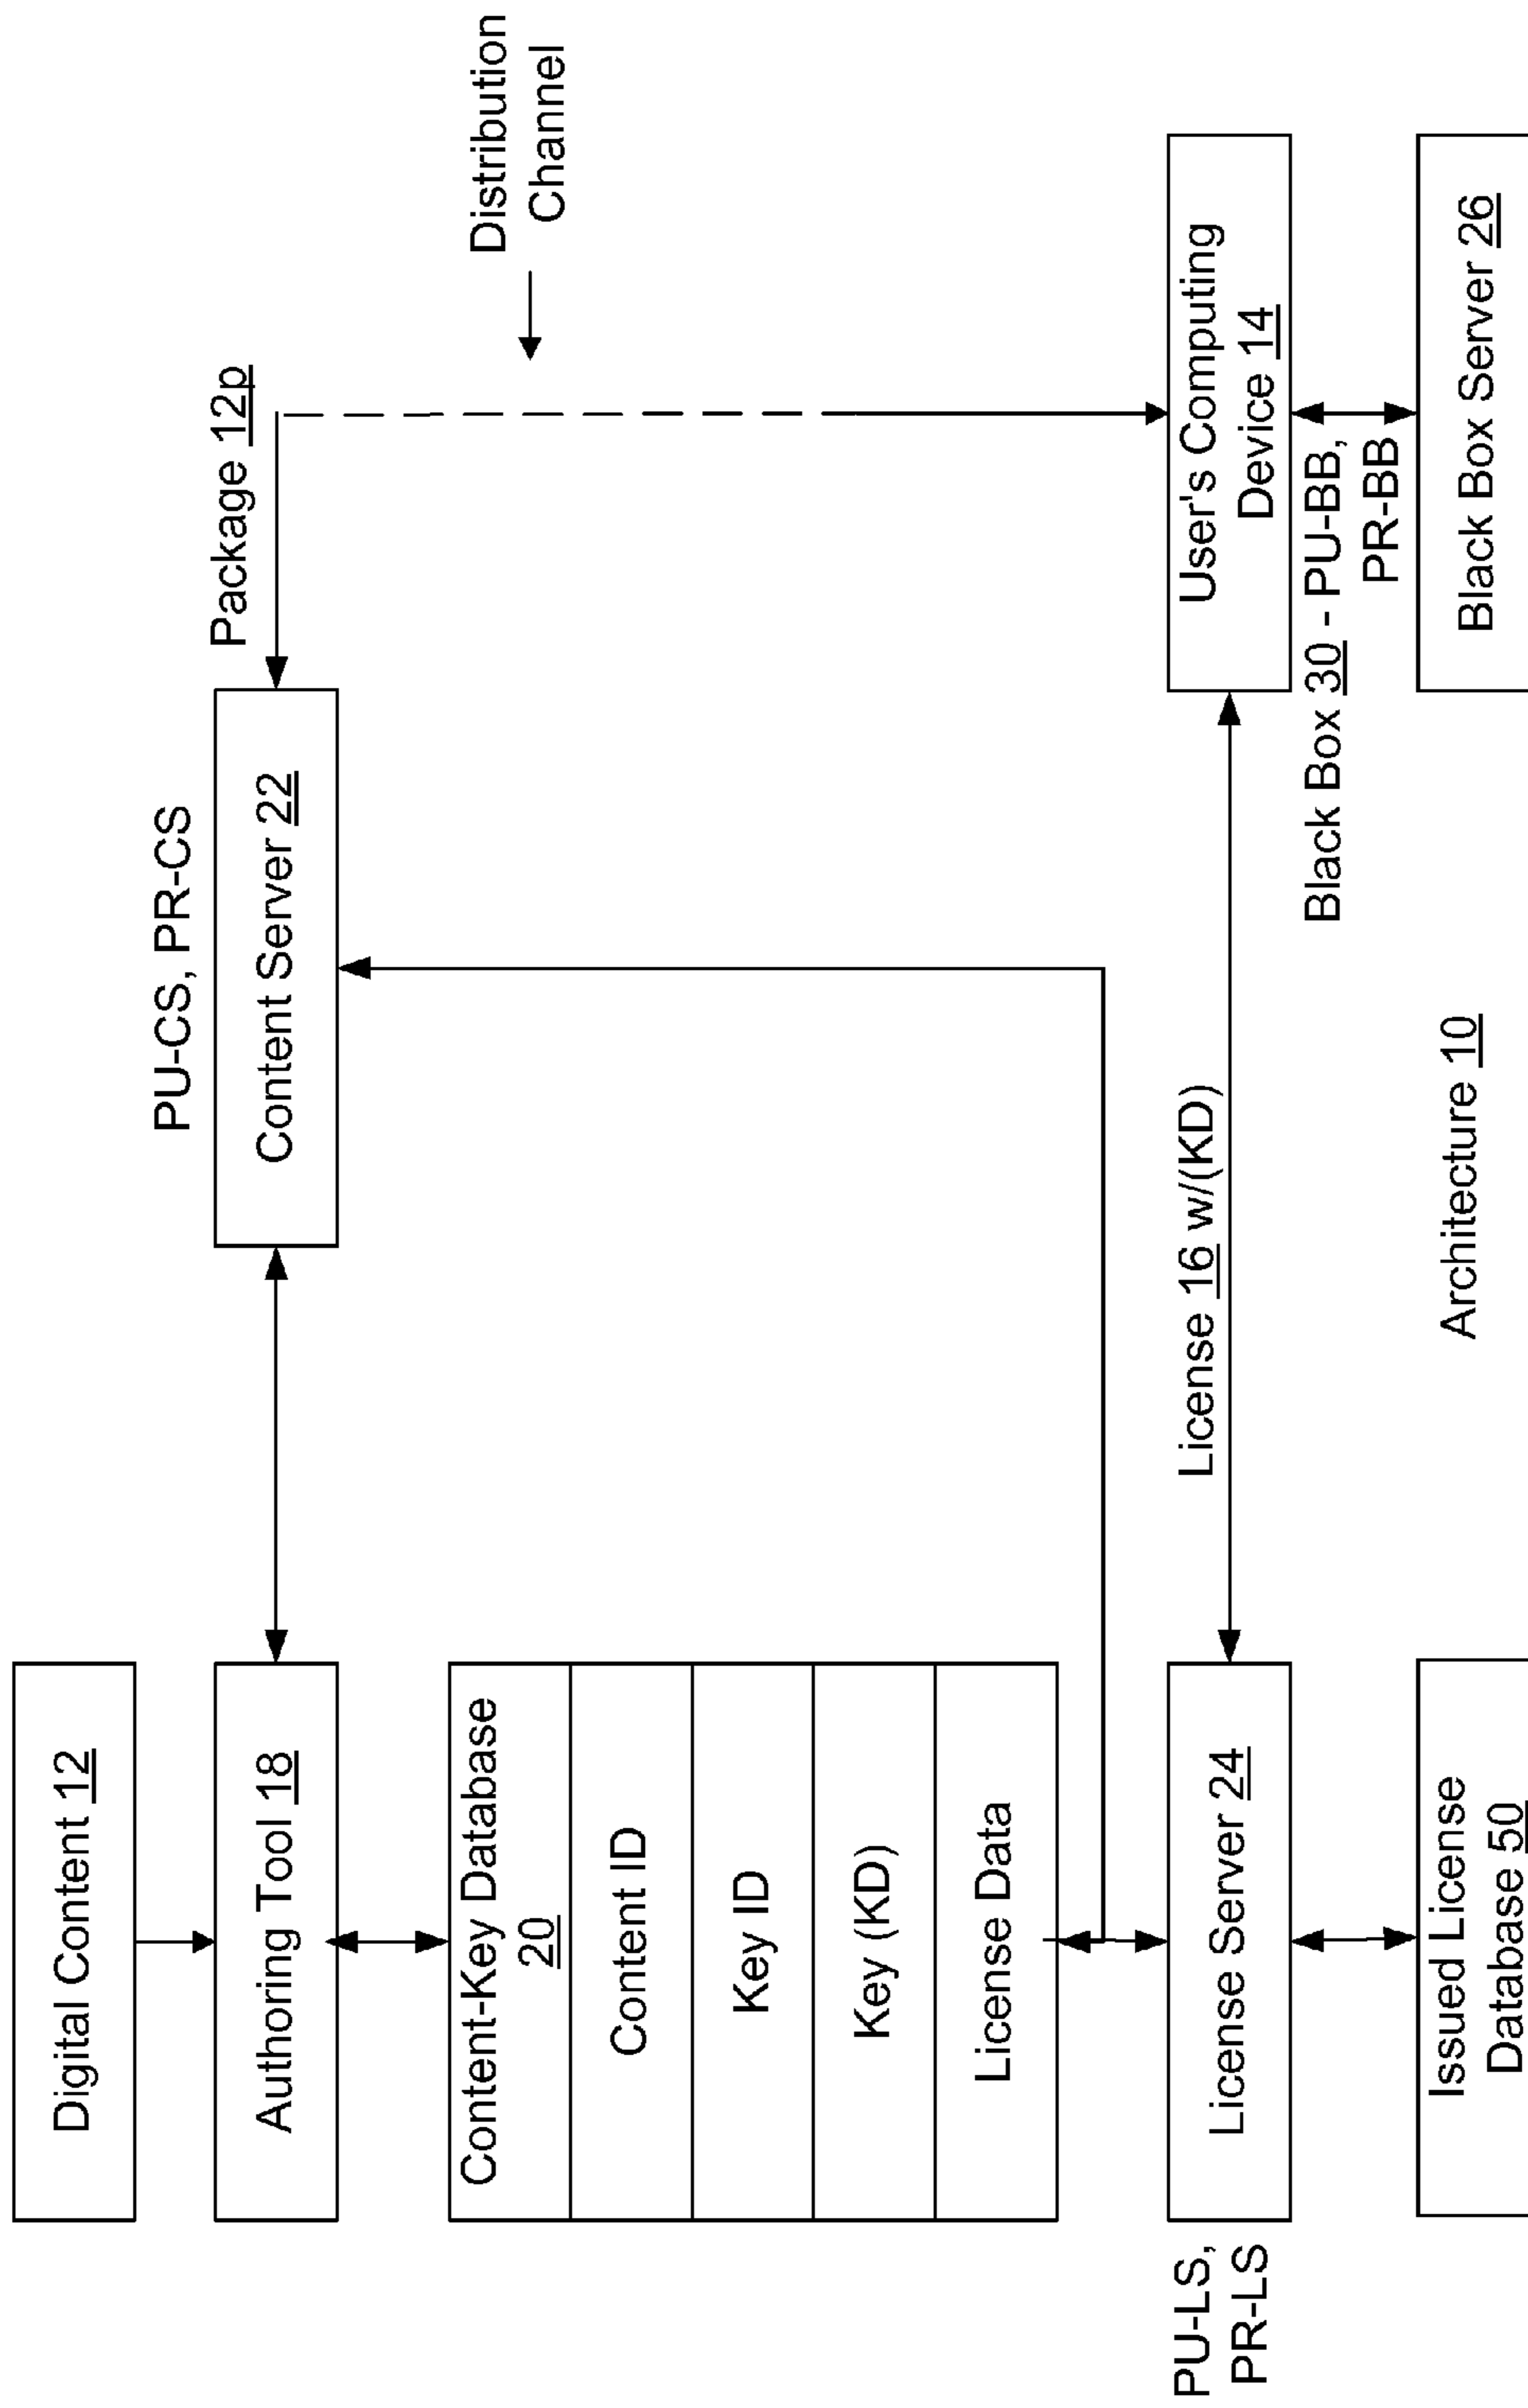 Digital Content 12
Authoring Tool 18
Content-Key Database
20
Content ID
Key ID
Key (KD)
License Data
PU-LS,
PR-LS
License Server 24
Issued License
Database 50
PU-CS, PR-CS
Content Server 22
Package 12p
Distribution
Channel
License 16 w/(KD)
User's Computing
Device 14
Black Box 30 - PU-BB,
PR-BB
Black Box Server 26
Architecture 10